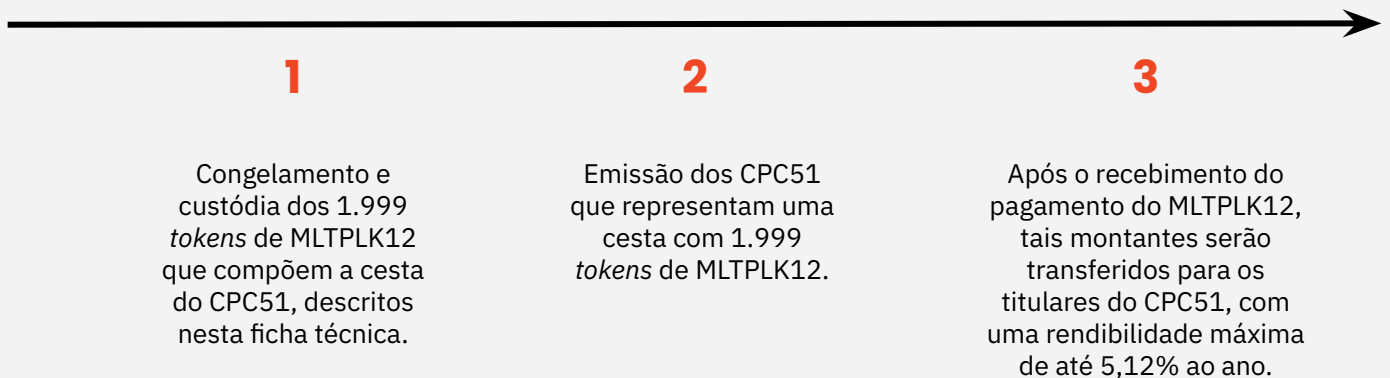 1
Congelamento e
custódia dos 1.999
tokens de MLTPLK12
que compõem a cesta
do CPC51, descritos
nesta ficha técnica.
2
Emissão dos CPC51
que representam uma
cesta com 1.999
tokens de MLTPLK12.
3
Após o recebimento do
pagamento do MLTPLK12,
tais montantes serão
transferidos para os
titulares do CPC51, com
uma rendibilidade máxima
de até 5,12% ao ano.